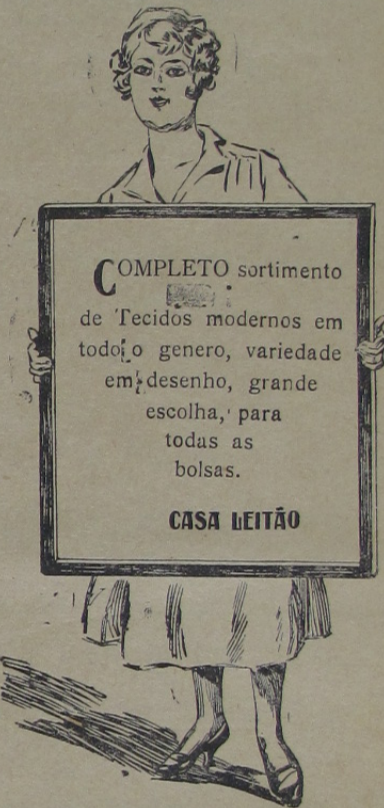 COMPLETO sortimento
de Tecidos modernos em
todo o genero, variedade
em desenho, grande
escolha, para
todas as
bolsas.
CASA LEITÃO